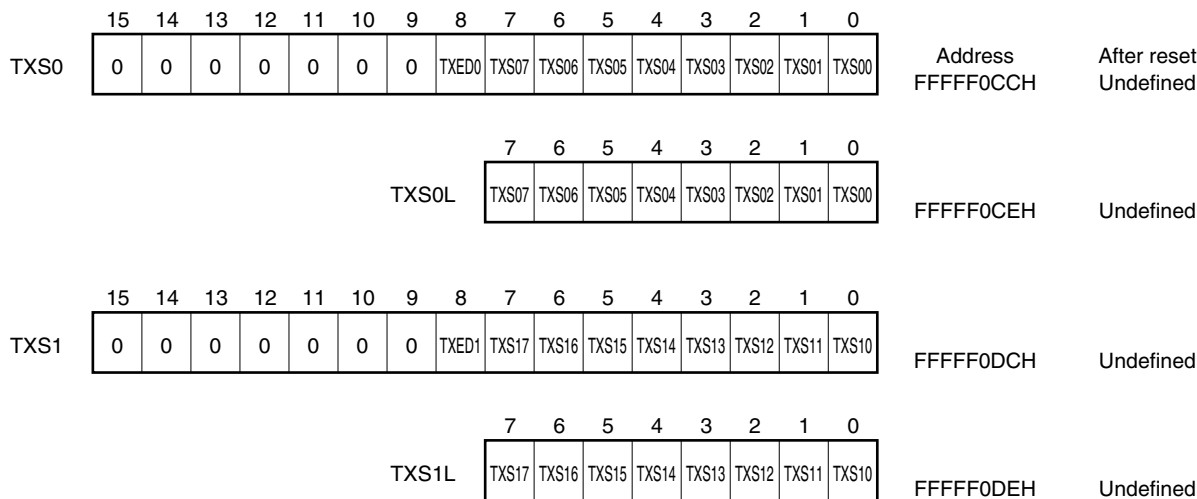 15 14 13 12 11 10 9 8 7 6 5 4 3 2 1 0
TXS0 0 0 0 0 0 0 0 TXED0 TXS07 TXS06 TXS05 TXS04 TXS03 TXS02 TXS01 TXS00
Address After reset
FFFFF0CCH Undefined
7 6 5 4 3 2 1 0
TXS0L TXS07 TXS06 TXS05 TXS04 TXS03 TXS02 TXS01 TXS00
FFFFF0CEH Undefined
15 14 13 12 11 10 9 8 7 6 5 4 3 2 1 0
TXS1 0 0 0 0 0 0 0 TXED1 TXS17 TXS16 TXS15 TXS14 TXS13 TXS12 TXS11 TXS10
FFFFF0DCH Undefined
7 6 5 4 3 2 1 0
TXS1L TXS17 TXS16 TXS15 TXS14 TXS13 TXS12 TXS11 TXS10
FFFFF0DEH Undefined